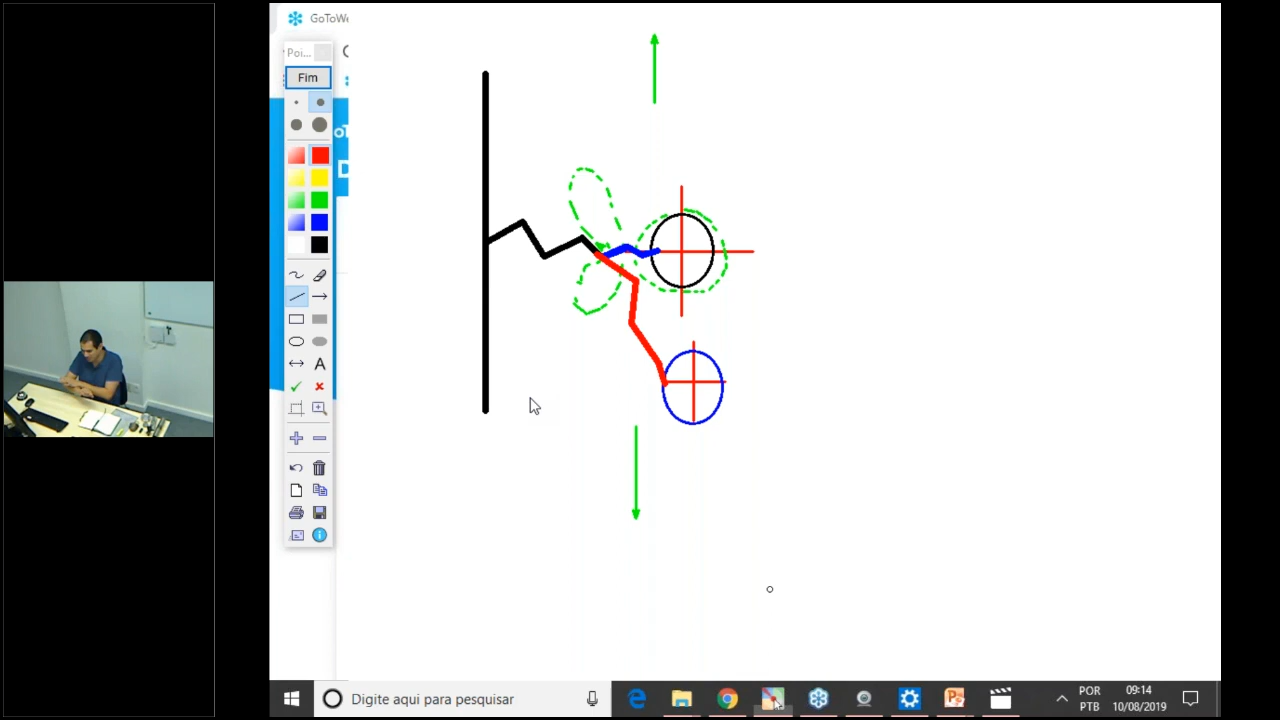 GoToWe
Poi...
Fim
A
Digite aqui para pesquisar
POR
PTB
09:14
10/08/2019